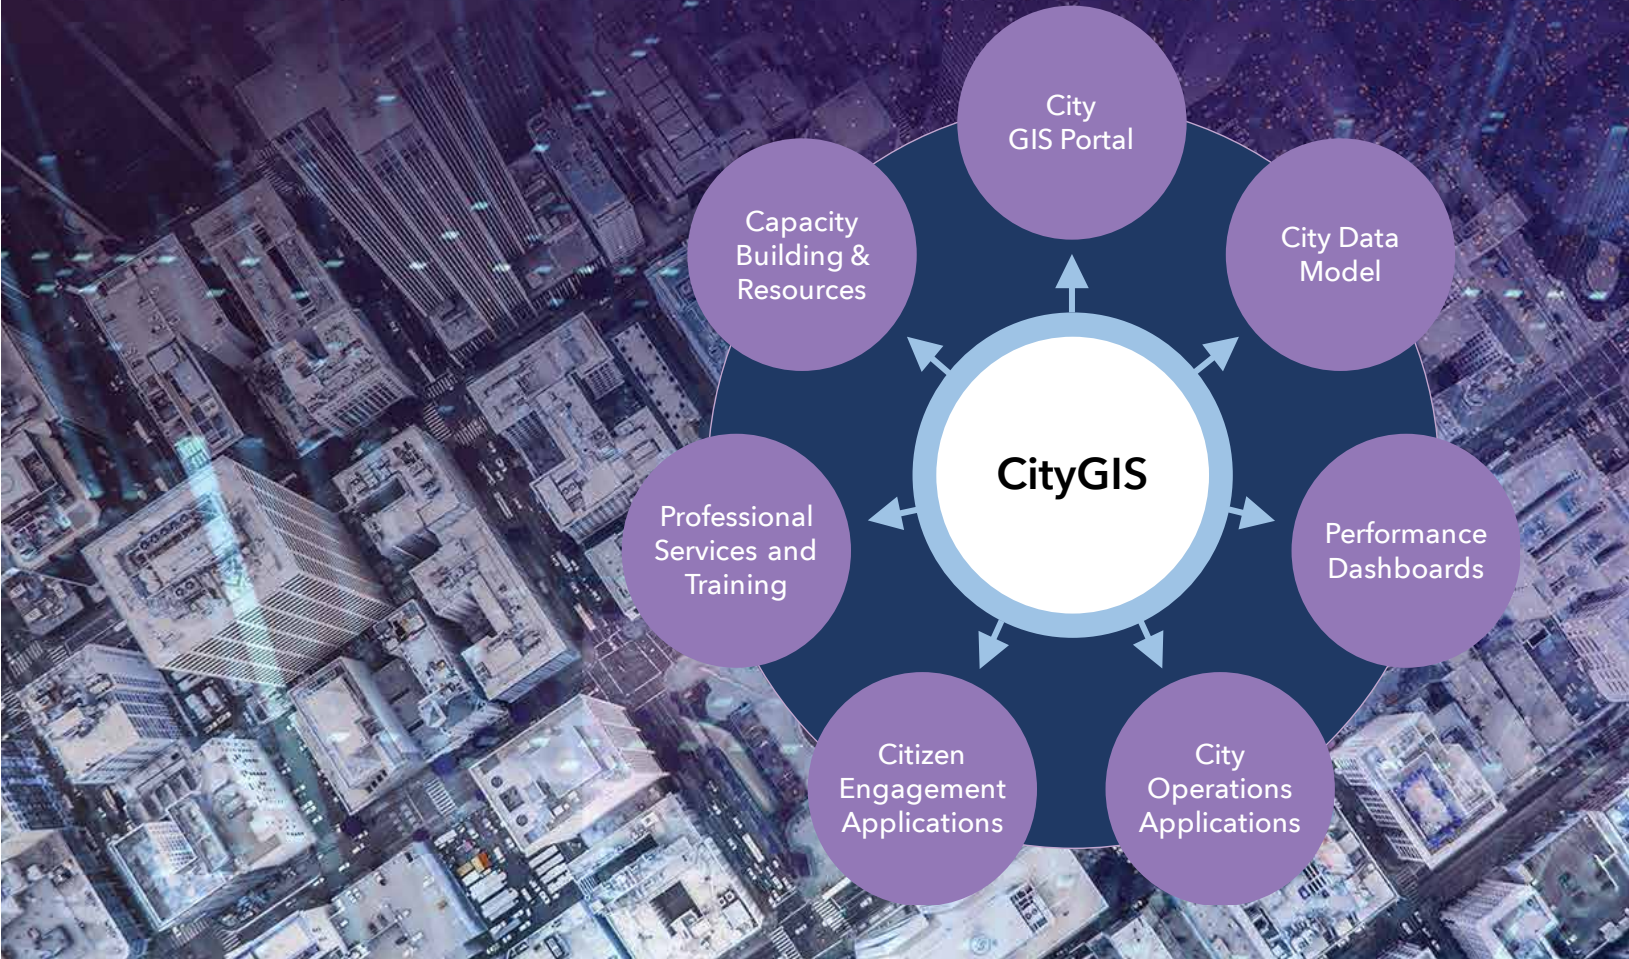 City
GIS Portal
City Data
Model
Performance
Dashboards
City
Operations
Applications
Citizen
Engagement
Applications
Professional
Services and
Training
Capacity
Building &
Resources
CityGIS